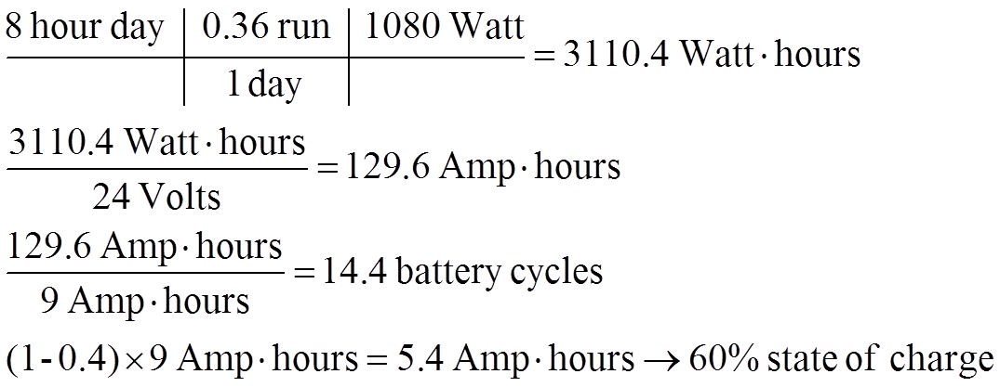 8 hour day 0.36 run 1080 Watt
1 day
= 3110.4 Watt·hours
3110.4 Watt·hours
24 Volts
= 129.6 Amp·hours
129.6 Amp·hours
9 Amp·hours
= 14.4 battery cycles
(1-0.4)×9 Amp·hours = 5.4 Amp·hours → 60% state of charge